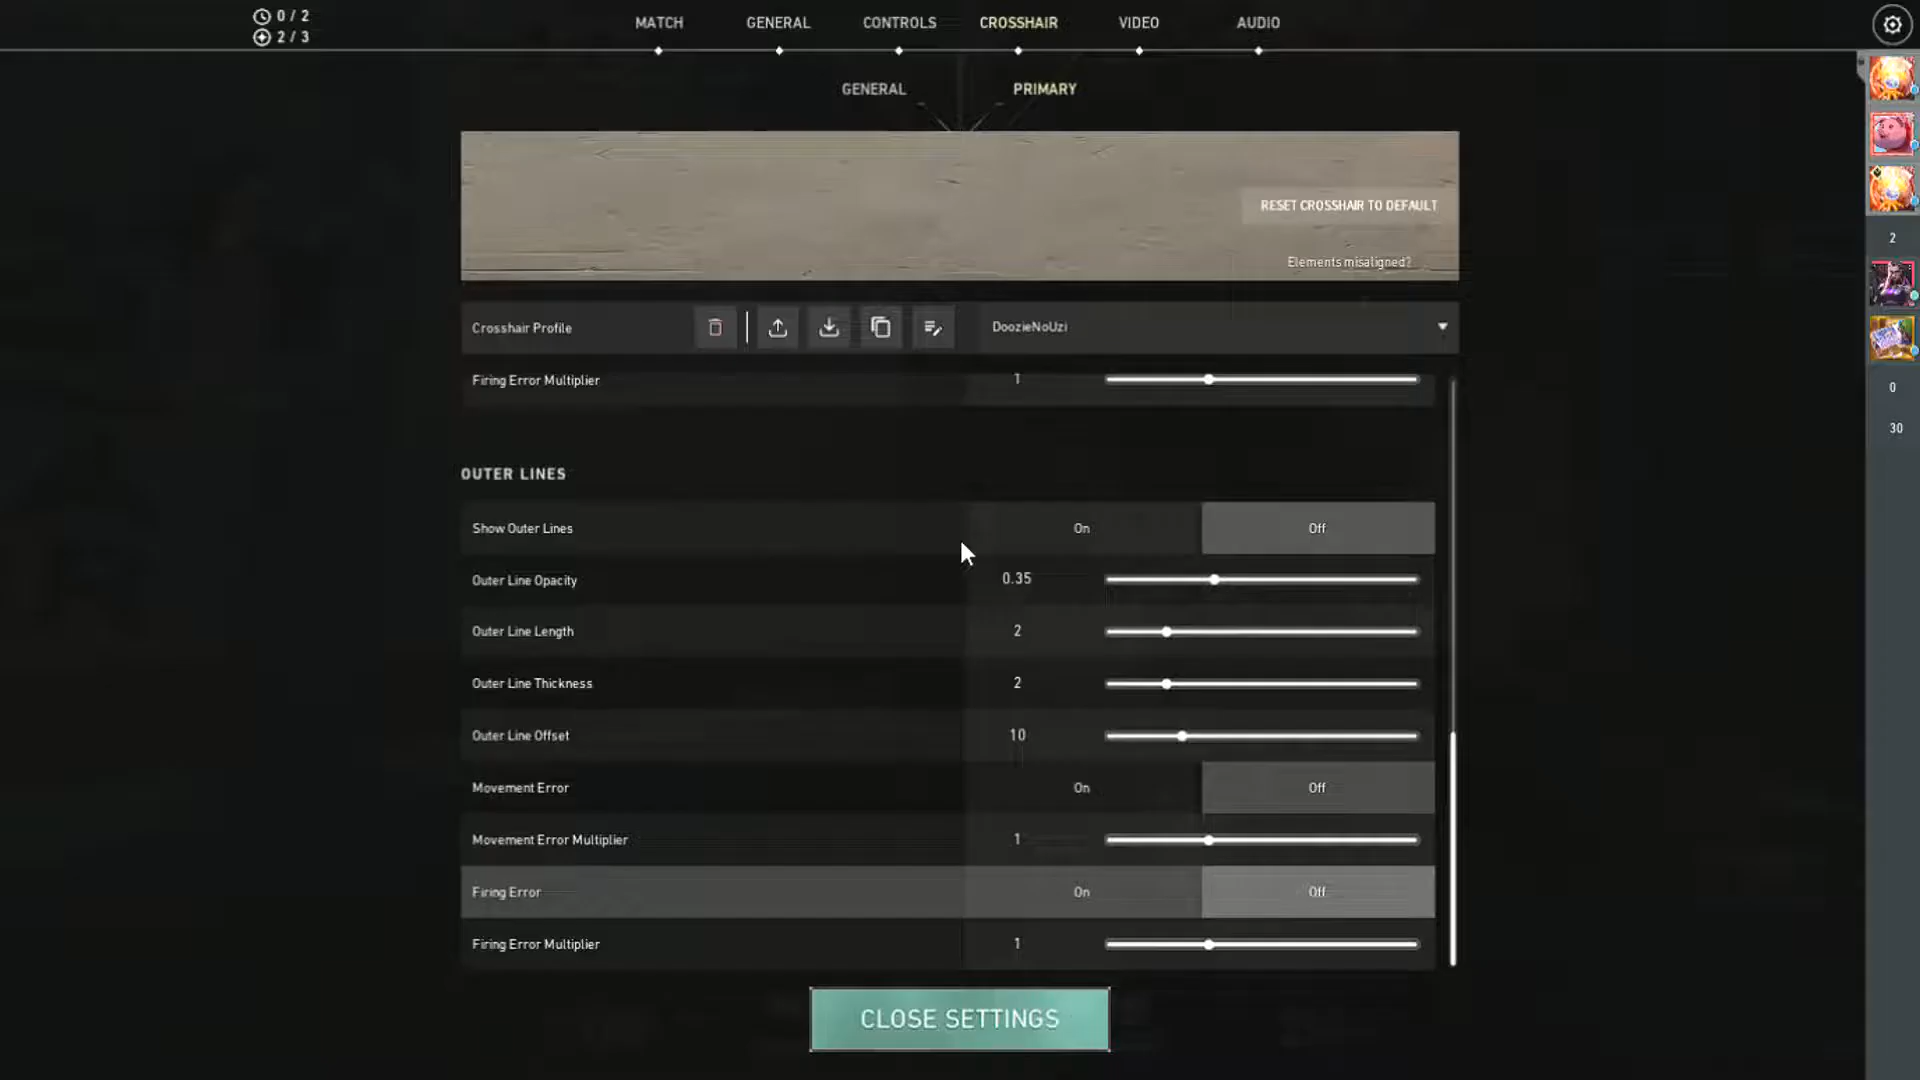 0 / 2
2 / 3
MATCH GENERAL CONTROLS CROSSHAIR VIDEO AUDIO
GENERAL PRIMARY
RESET CROSSHAIR TO DEFAULT
Elements misaligned?
Crosshair Profile DoozieNoUzi
Firing Error Multiplier 1
OUTER LINES
Show Outer Lines On Off
Outer Line Opacity 0.35
Outer Line Length 2
Outer Line Thickness 2
Outer Line Offset 10
Movement Error On Off
Movement Error Multiplier 1
Firing Error On Off
Firing Error Multiplier 1
CLOSE SETTINGS
2
0
30